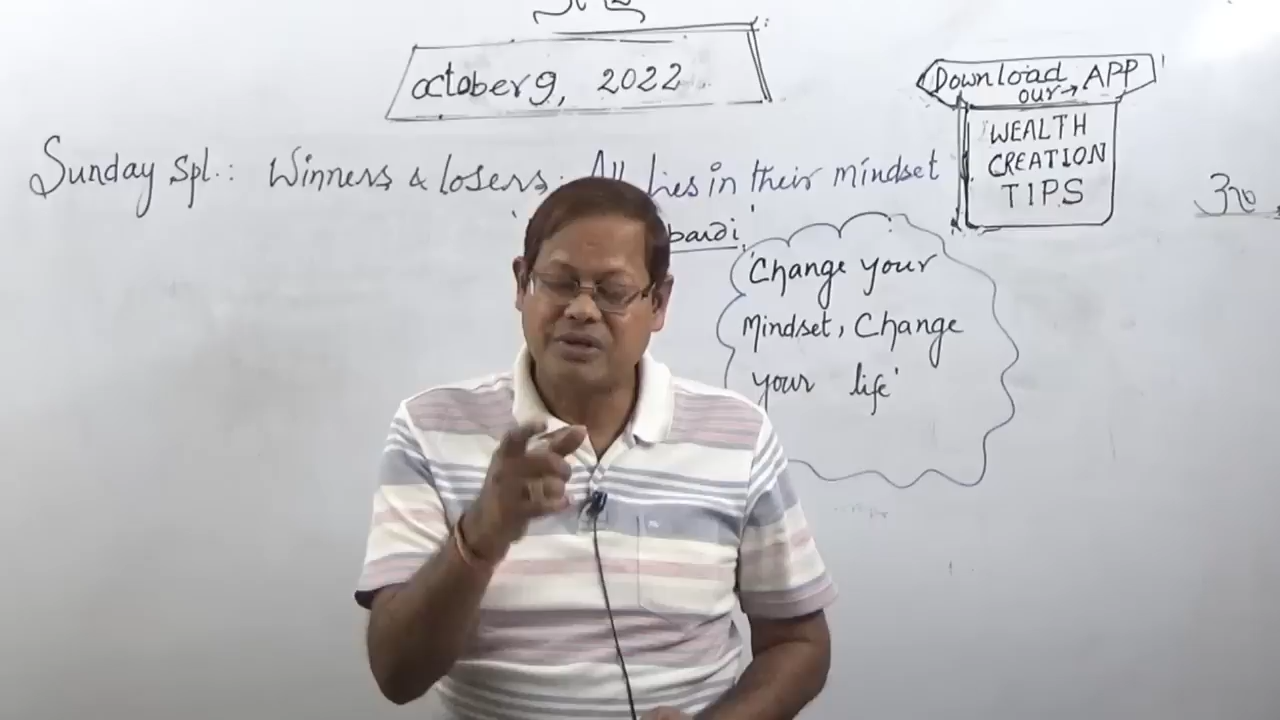 October 9, 2022
Download
our→ APP
WEALTH
CREATION
TIPS
Sunday Spl.: Winners & losers: All lies in their mindset
'Change your
Mindset, Change
your life'